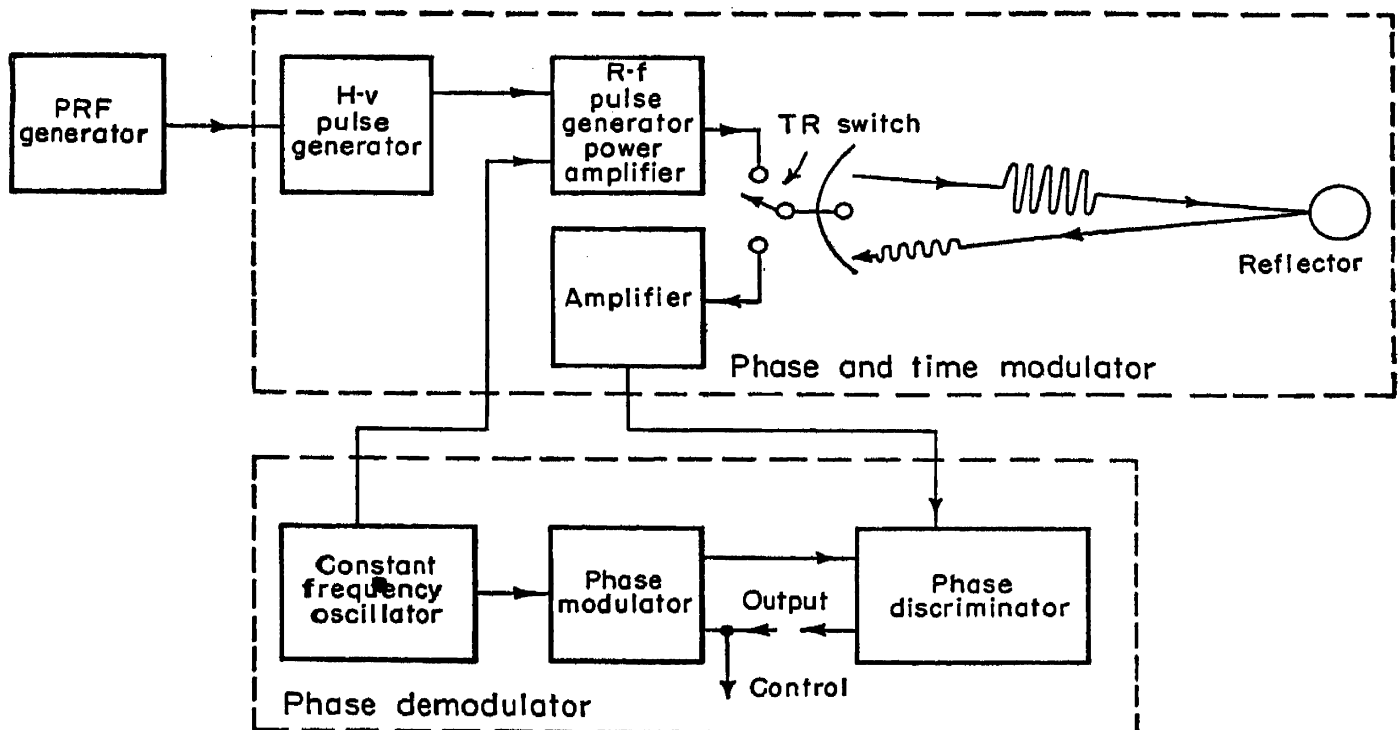 PRF
generator
H-v
pulse
generator
R-f
pulse
generator
power
amplifier
TR switch
Reflector
Amplifier
Phase and time modulator
Constant
frequency
oscillator
Phase
modulator
Output
Phase
discriminator
Control
Phase demodulator